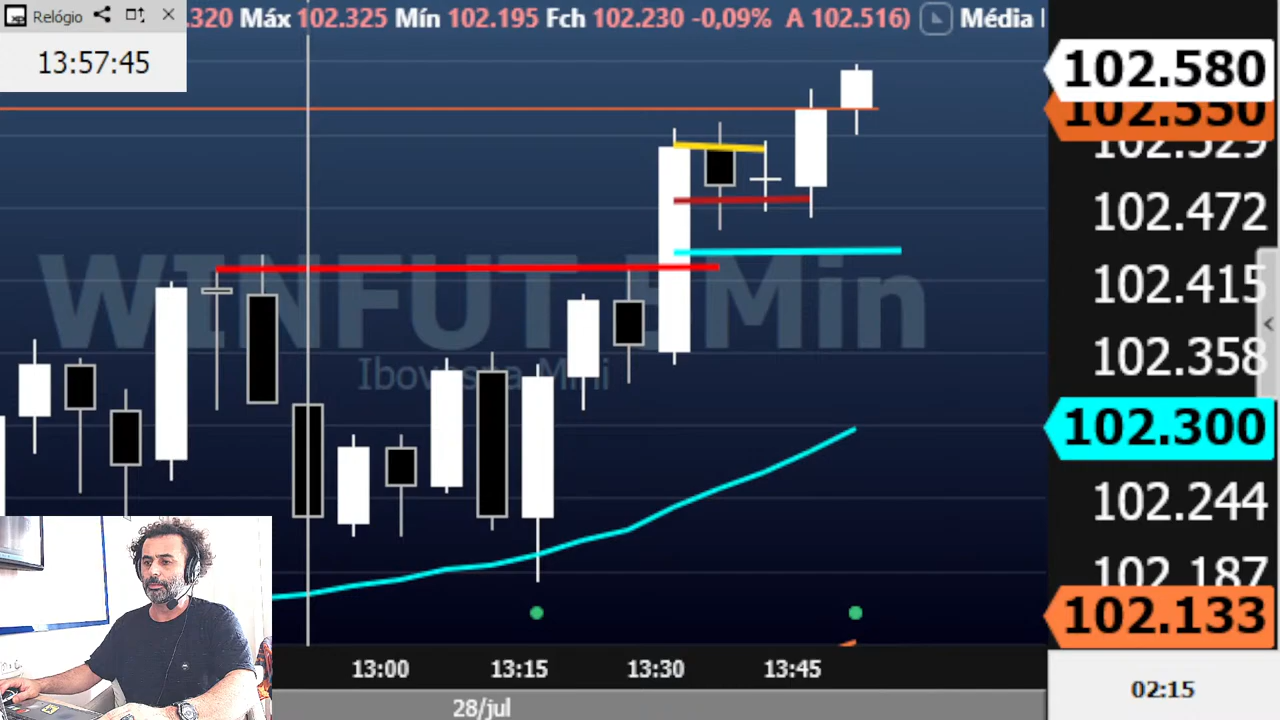 Relógio
13:57:45
.320 Máx 102.325 Mín 102.195 Fch 102.230 -0,09% A 102.516) Média
102.580
102.550
102.529
102.472
102.415
102.358
102.300
102.244
102.187
102.133
WINFUT 5Min
Ibovespa Mini
13:00 13:15 13:30 13:45
28/jul
02:15